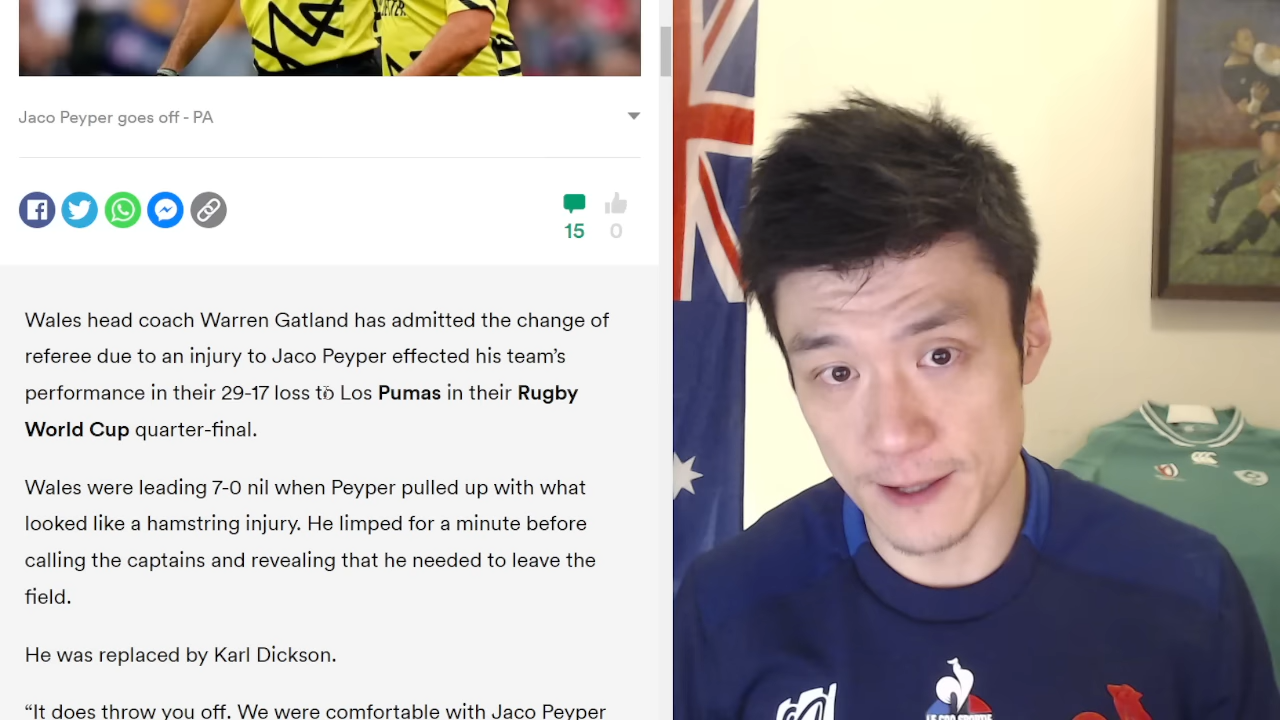 Jaco Peyper goes off - PA
15
0
Wales head coach Warren Gatland has admitted the change of
referee due to an injury to Jaco Peyper effected his team’s
performance in their 29-17 loss to Los Pumas in their Rugby
World Cup quarter-final.
Wales were leading 7-0 nil when Peyper pulled up with what
looked like a hamstring injury. He limped for a minute before
calling the captains and revealing that he needed to leave the
field.
He was replaced by Karl Dickson.
“It does throw you off. We were comfortable with Jaco Peyper
LE COQ SPORTIF